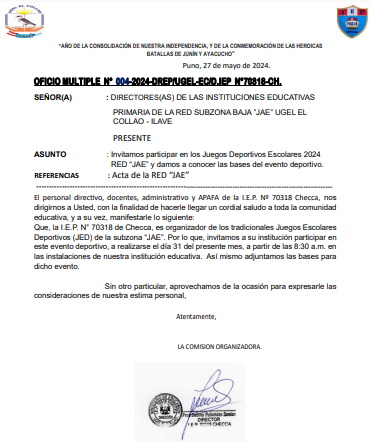 "AÑO DE LA CONSOLIDACIÓN DE NUESTRA INDEPENDENCIA, Y DE LA CONMEMORACIÓN DE LAS HEROICAS
BATALLAS DE JUNÍN Y AYACUCHO"
Puno, 27 de mayo de 2024.
OFICIO MULTIPLE N° 004-2024-DREP/UGEL-EC/D.IEP N°70318-CH.
SEÑOR(A) : DIRECTORES(AS) DE LAS INSTITUCIONES EDUCATIVAS
PRIMARIA DE LA RED SUBZONA BAJA "JAE" UGEL EL
COLLAO - ILAVE
PRESENTE
ASUNTO : Invitamos participar en los Juegos Deportivos Escolares 2024
RED "JAE" y damos a conocer las bases del evento deportivo.
REFERENCIAS : Acta de la RED "JAE"
El personal directivo, docentes, administrativo y APAFA de la I.E.P. Nº 70318 Checca, nos
dirigimos a Usted, con la finalidad de hacerle llegar un cordial saludo a toda la comunidad
educativa, y a su vez, manifestarle lo siguiente:
Que, la I.E.P. N° 70318 de Checca, es organizador de los tradicionales Juegos Escolares
Deportivos (JED) de la subzona "JAE". Por lo que, invitamos a su institución participar en
este evento deportivo, a realizarse el día 31 del presente mes, a partir de las 8:30 a.m. en
las instalaciones de nuestra institución educativa. Así mismo adjuntamos las bases para
dicho evento.
Sin otro particular, aprovechamos de la ocasión para expresarle las
consideraciones de nuestra estima personal,
Atentamente,
LA COMISION ORGANIZADORA.
DIRECTOR
I.E.P. 70318 CHECCA